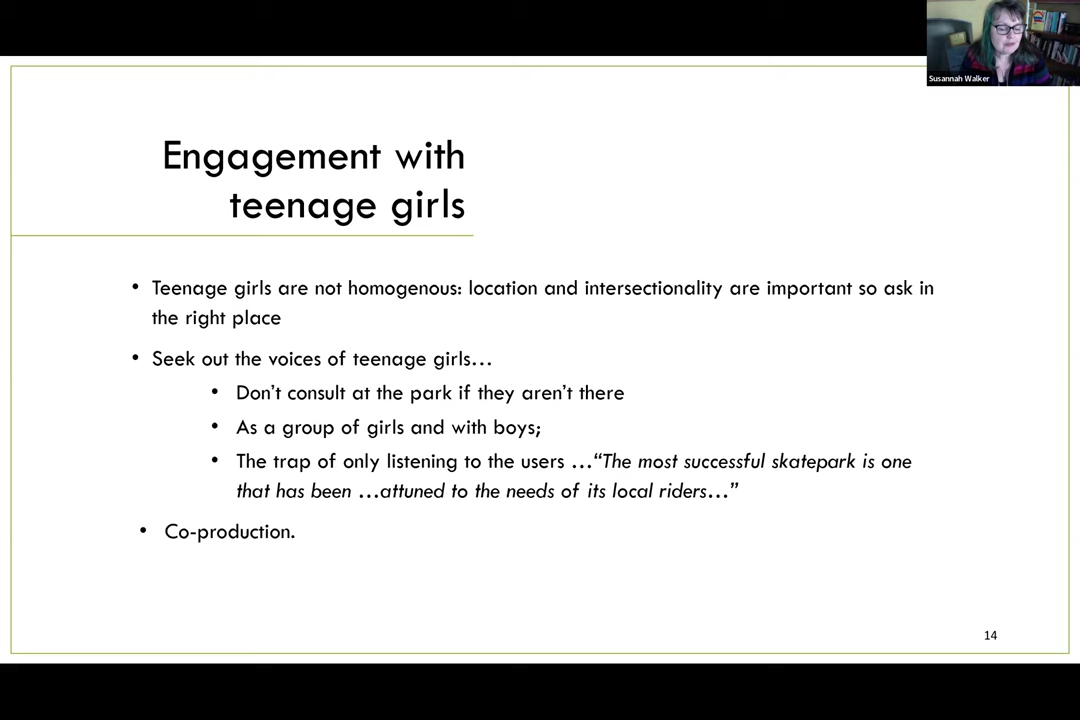 Susannah Walker
Engagement with
teenage girls
• Teenage girls are not homogenous: location and intersectionality are important so ask in
the right place
• Seek out the voices of teenage girls…
• Don’t consult at the park if they aren’t there
• As a group of girls and with boys;
• The trap of only listening to the users …“The most successful skatepark is one
that has been …attuned to the needs of its local riders…”
• Co-production.
14